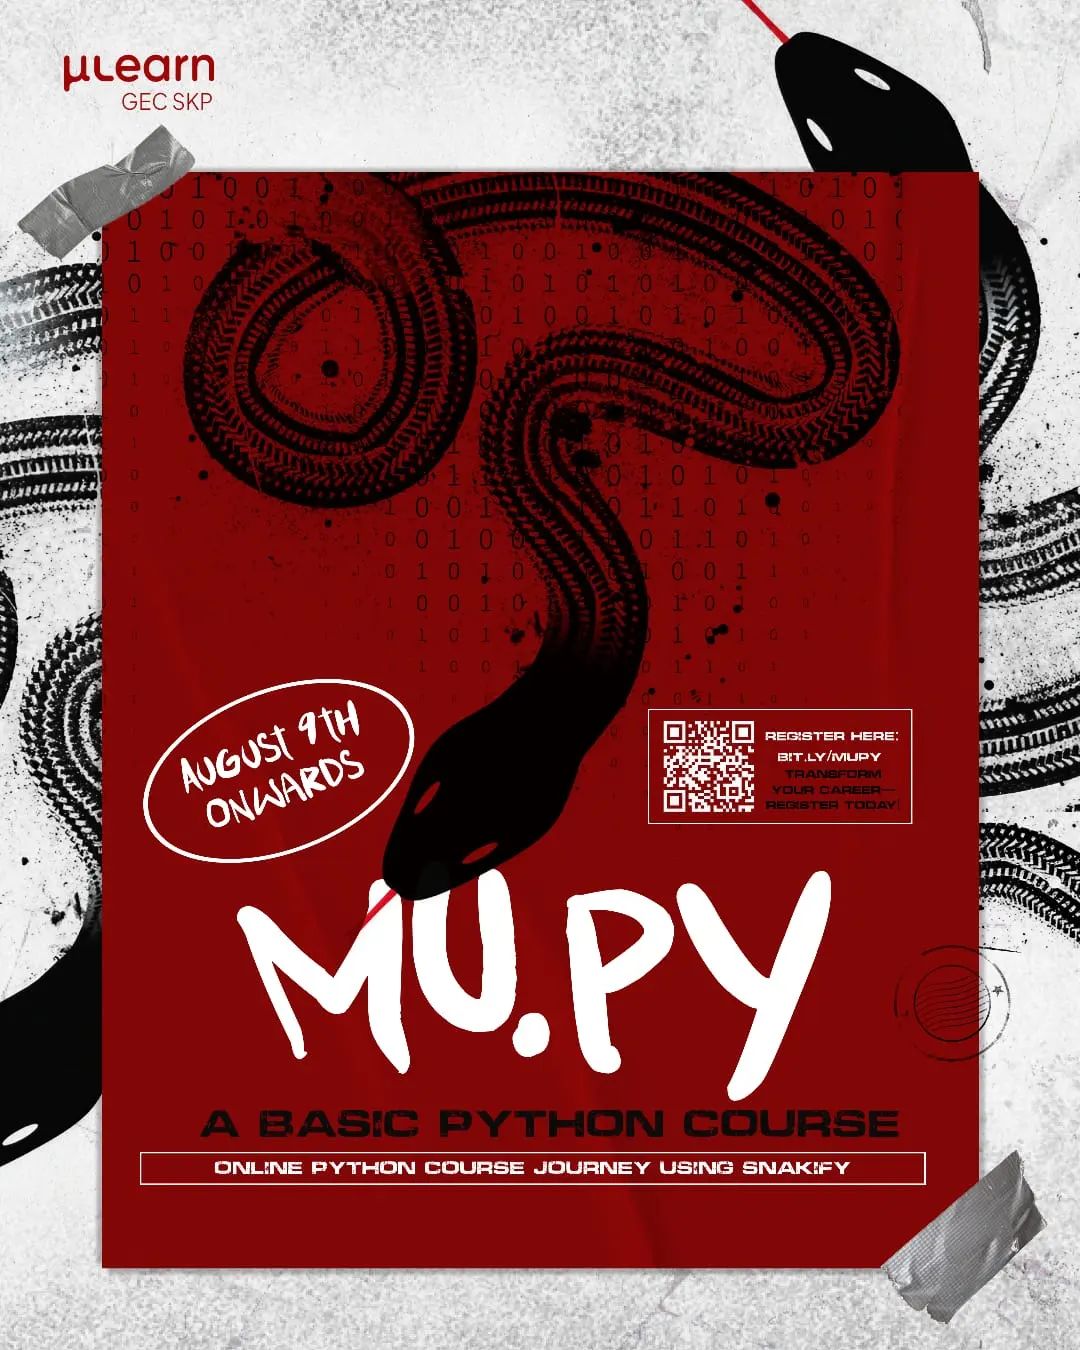 µLearn
GEC SKP
AUGUST 9TH
ONWARDS
REGISTER HERE:
BIT.LY/MUPY
TRANSFORM
YOUR CAREER—
REGISTER TODAY!
MU.PY
A BASIC PYTHON COURSE
ONLINE PYTHON COURSE JOURNEY USING SNAKIFY